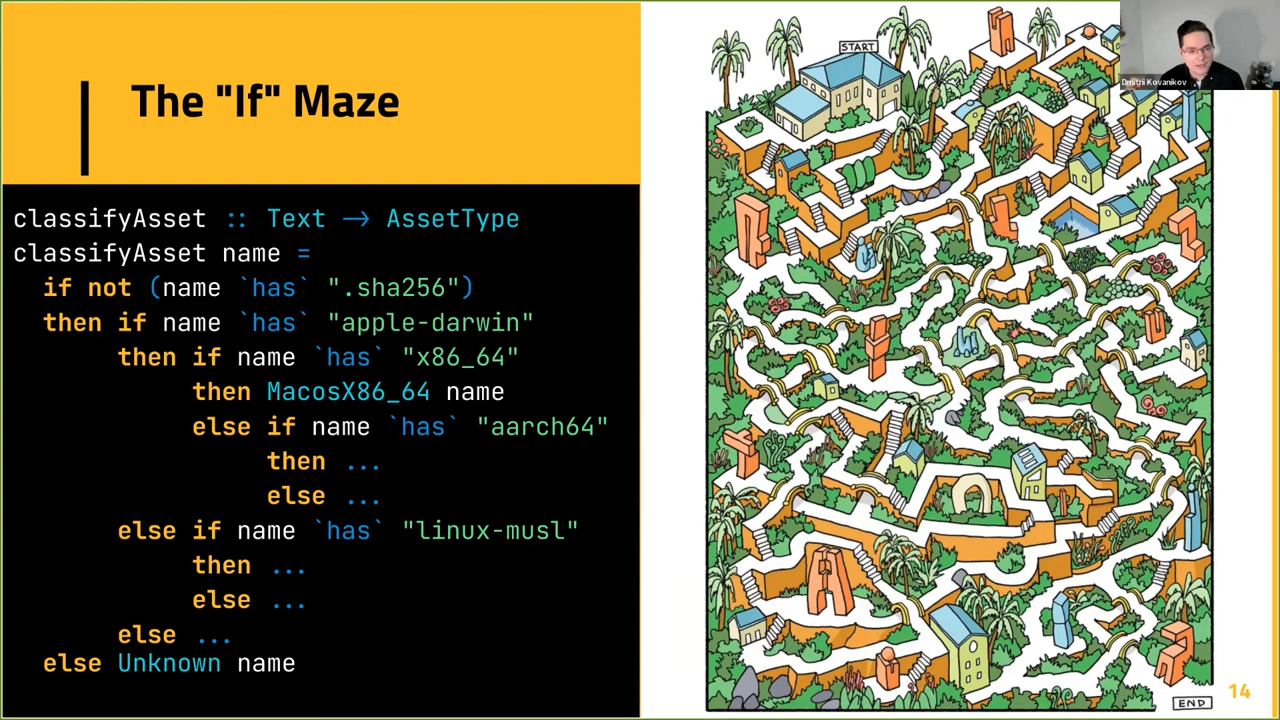 The "If" Maze
classifyAsset :: Text → AssetType
classifyAsset name =
  if not (name `has` ".sha256")
  then if name `has` "apple-darwin"
       then if name `has` "x86_64"
            then MacosX86_64 name
            else if name `has` "aarch64"
                 then ...
                 else ...
       else if name `has` "linux-musl"
            then ...
            else ...
       else ...
  else Unknown name
START
Dmitrii Kovanikov
END
14